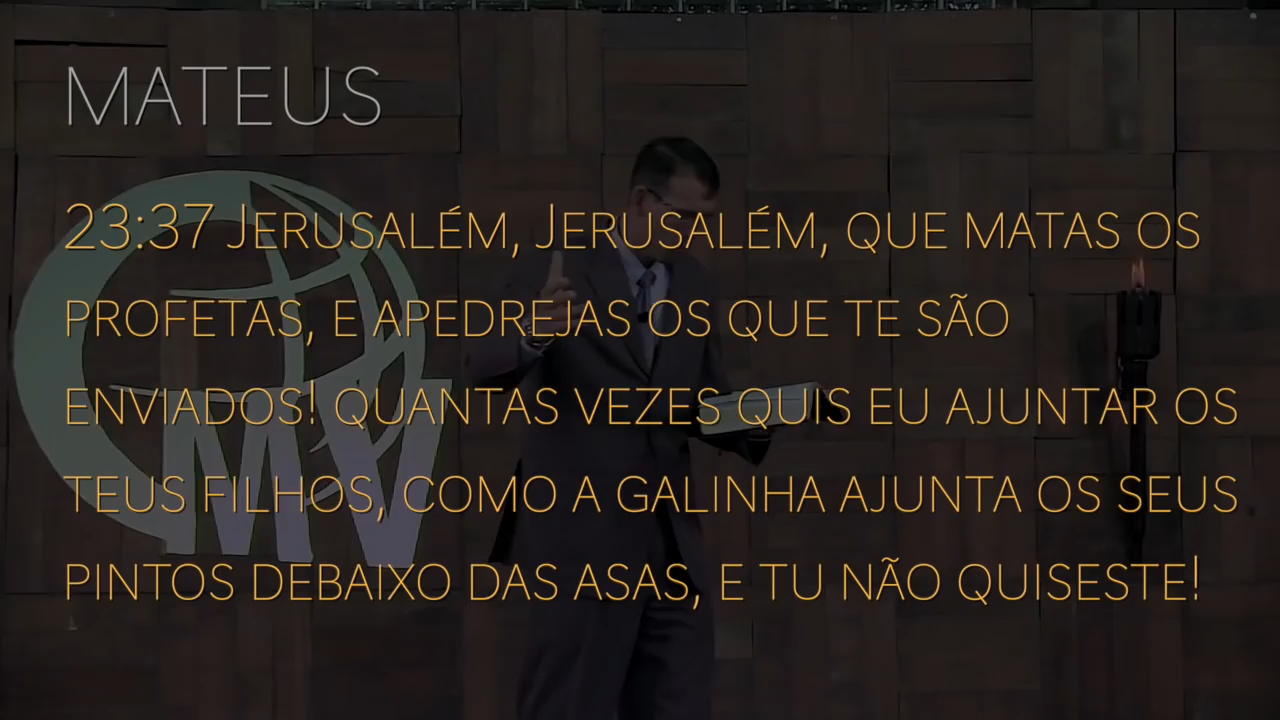 MATEUS
23:37 Jerusalém, Jerusalém, que matas os
profetas, e apedrejas os que te são
enviados! quantas vezes quis eu ajuntar os
teus filhos, como a galinha ajunta os seus
pintos debaixo das asas, e tu não quiseste!
MV